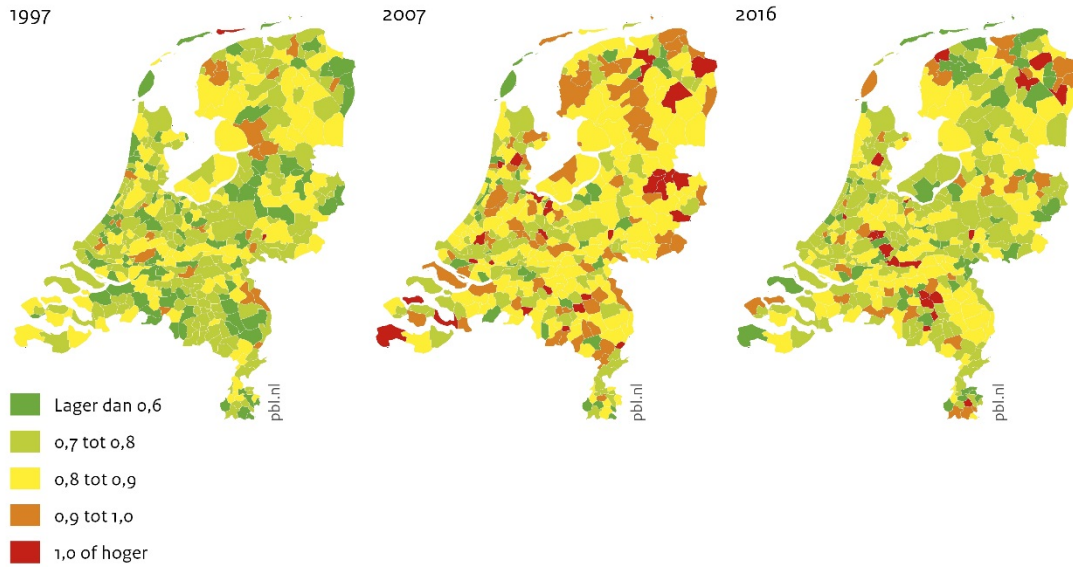 1997
2007
2016
pbl.nl
pbl.nl
pbl.nl
Lager dan 0,6
0,7 tot 0,8
0,8 tot 0,9
0,9 tot 1,0
1,0 of hoger